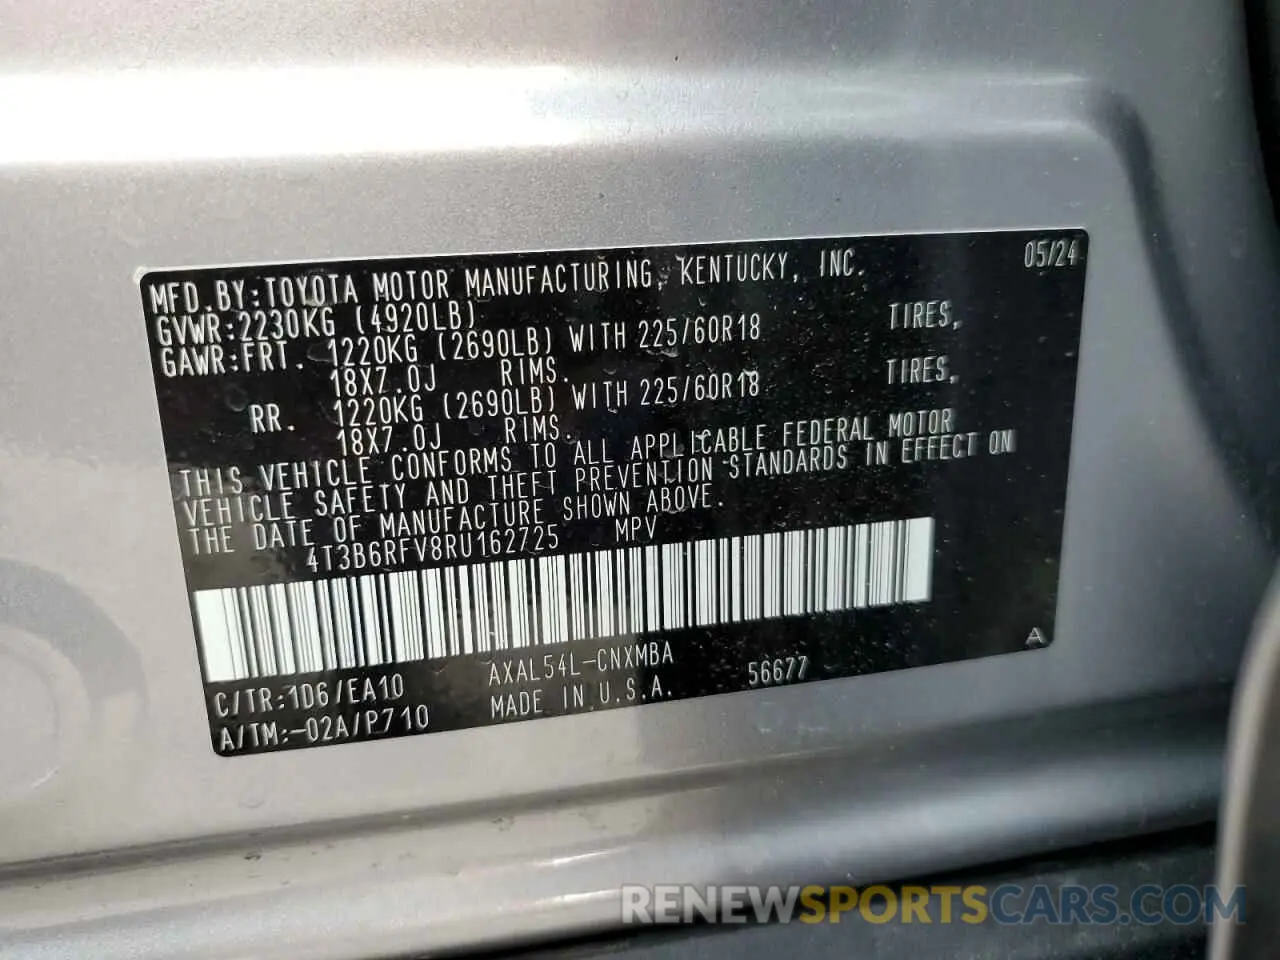 MFD.BY:TOYOTA MOTOR MANUFACTURING, KENTUCKY, INC. 05/24
GVWR:2230KG (4920LB)
GAWR:FRT. 1220KG (2690LB) WITH 225/60R18 TIRES,
18X7.0J RIMS.
RR. 1220KG (2690LB) WITH 225/60R18 TIRES,
18X7.0J RIMS.
THIS VEHICLE CONFORMS TO ALL APPLICABLE FEDERAL MOTOR
VEHICLE SAFETY AND THEFT PREVENTION STANDARDS IN EFFECT ON
THE DATE OF MANUFACTURE SHOWN ABOVE.
4T3B6RFV8RU162725 MPV
C/TR:1D6/EA10 AXAL54L-CNXMBA 56677 A
A/TM:-02A/P710 MADE IN U.S.A.
RENEWSPORTSCARS.COM